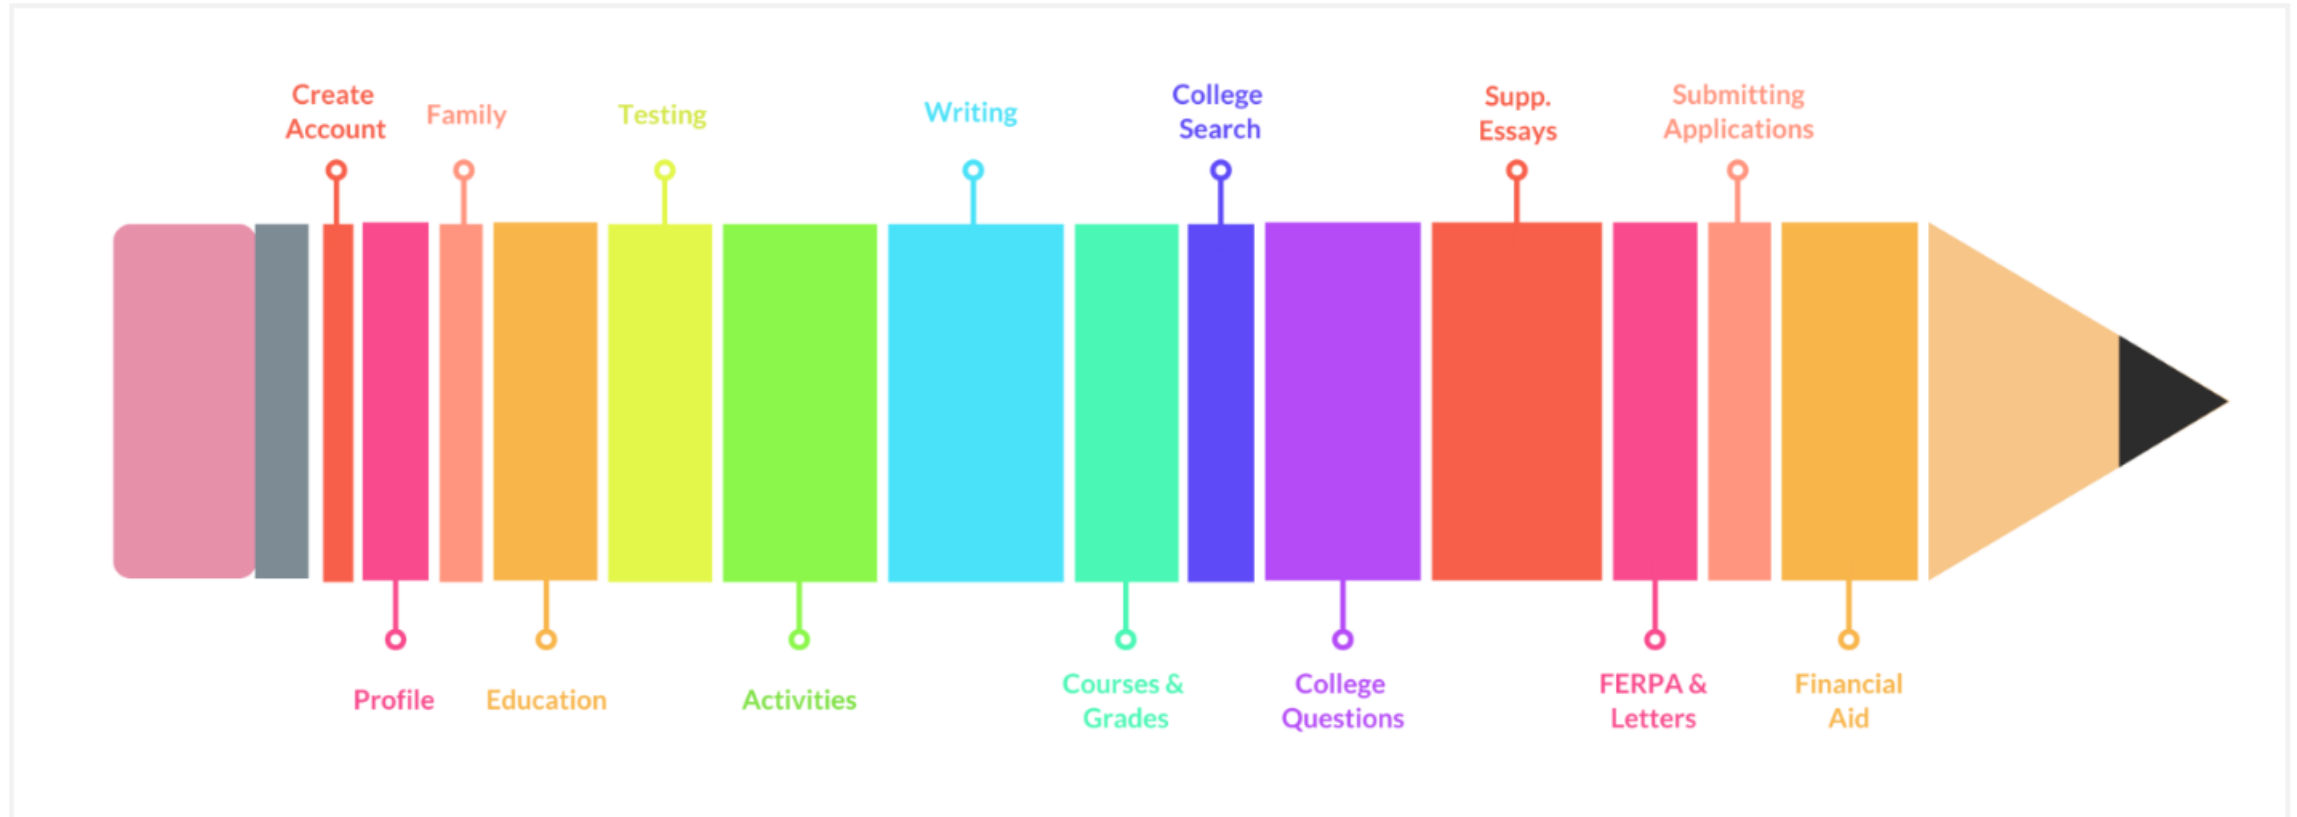 Create
Account
Family
Testing
Writing
College
Search
Supp.
Essays
Submitting
Applications
Profile
Education
Activities
Courses &
Grades
College
Questions
FERPA &
Letters
Financial
Aid